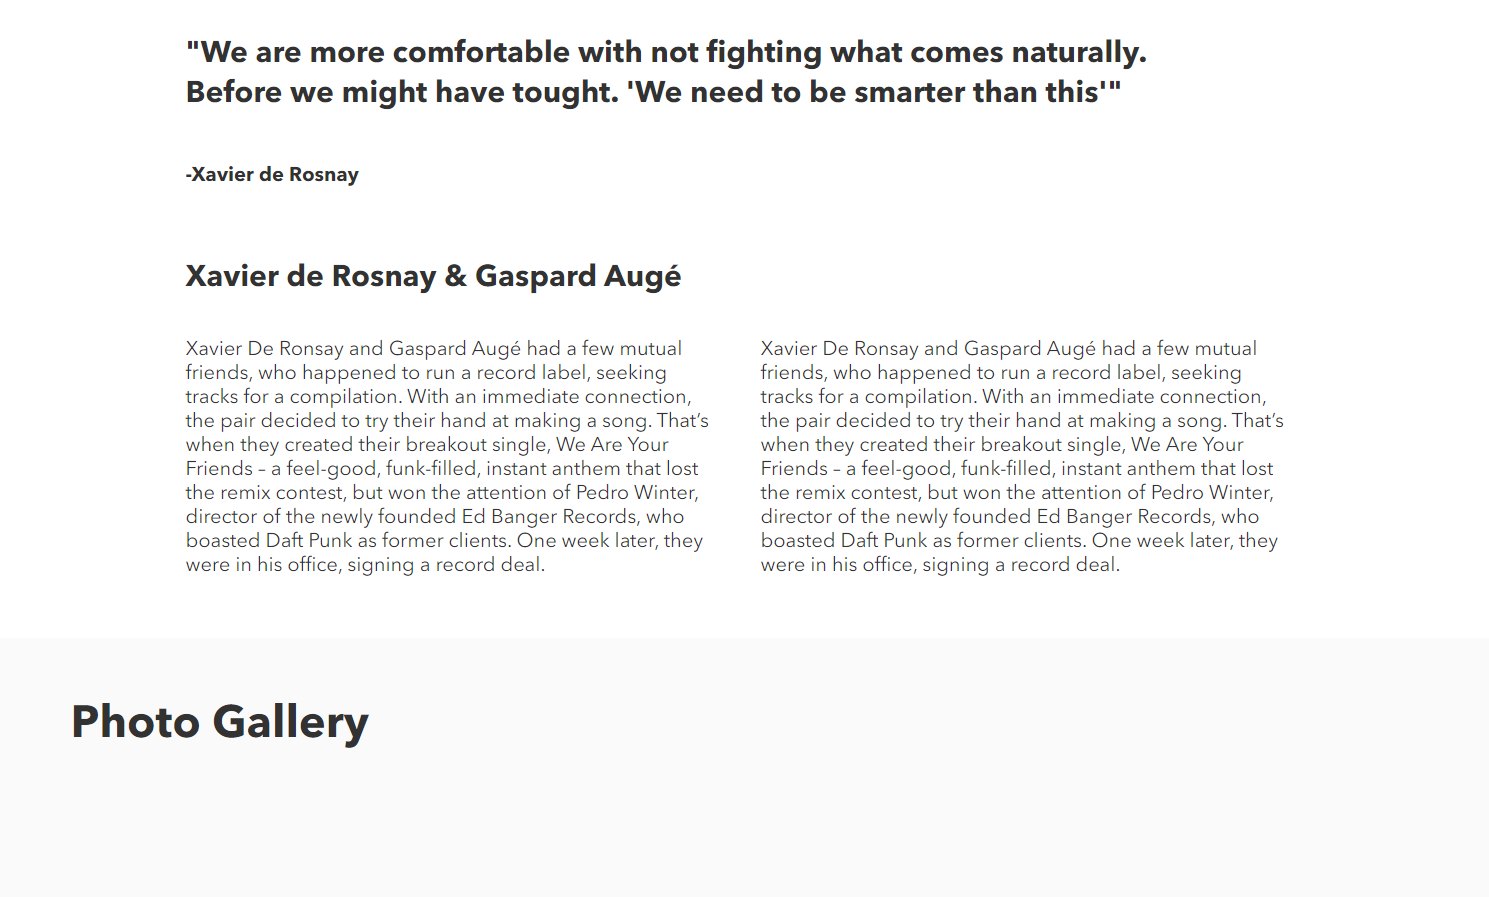 "We are more comfortable with not fighting what comes naturally.
Before we might have tought. 'We need to be smarter than this'"
-Xavier de Rosnay
Xavier de Rosnay & Gaspard Augé
Xavier De Ronsay and Gaspard Augé had a few mutual
friends, who happened to run a record label, seeking
tracks for a compilation. With an immediate connection,
the pair decided to try their hand at making a song. That’s
when they created their breakout single, We Are Your
Friends – a feel-good, funk-filled, instant anthem that lost
the remix contest, but won the attention of Pedro Winter,
director of the newly founded Ed Banger Records, who
boasted Daft Punk as former clients. One week later, they
were in his office, signing a record deal.
Xavier De Ronsay and Gaspard Augé had a few mutual
friends, who happened to run a record label, seeking
tracks for a compilation. With an immediate connection,
the pair decided to try their hand at making a song. That’s
when they created their breakout single, We Are Your
Friends – a feel-good, funk-filled, instant anthem that lost
the remix contest, but won the attention of Pedro Winter,
director of the newly founded Ed Banger Records, who
boasted Daft Punk as former clients. One week later, they
were in his office, signing a record deal.
Photo Gallery